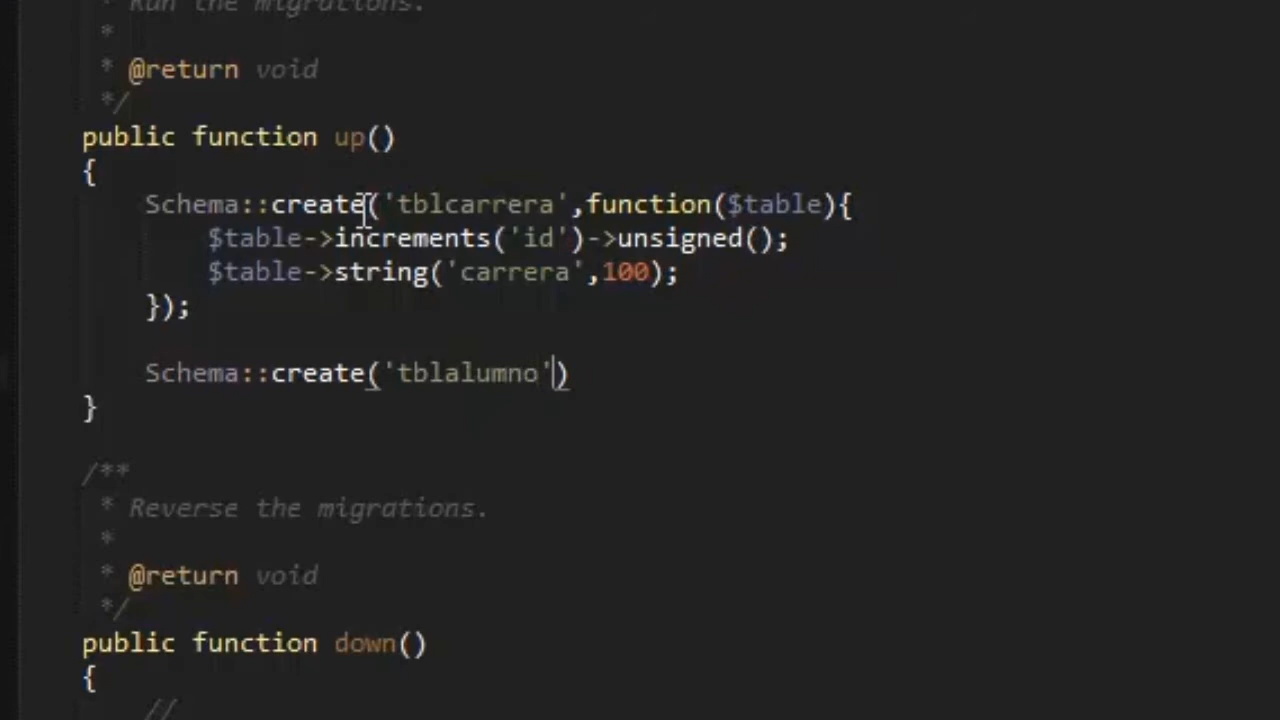 * Run the migrations.
*
* @return void
*/
public function up()
{
Schema::create('tblcarrera',function($table){
$table->increments('id')->unsigned();
$table->string('carrera',100);
});
Schema::create('tblalumno')
}
/**
* Reverse the migrations.
*
* @return void
*/
public function down()
{
//